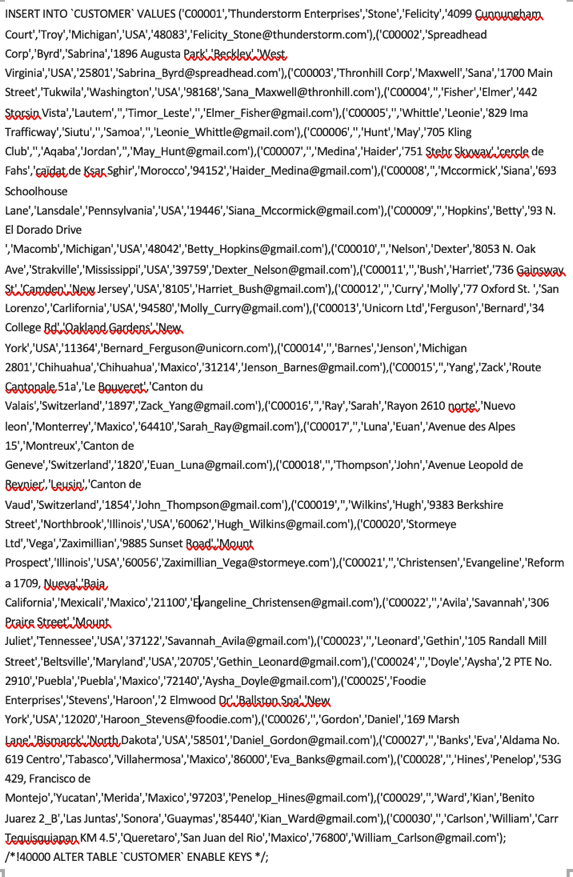 INSERT INTO `CUSTOMER` VALUES ('C00001','Thunderstorm Enterprises','Stone','Felicity','4099 Cunnungham
Court','Troy','Michigan','USA','48083','Felicity_Stone@thunderstorm.com'),('C00002','Spreadhead
Corp','Byrd','Sabrina','1896 Augusta Park','Beckley','West
Virginia','USA','25801','Sabrina_Byrd@spreadhead.com'),('C00003','Thronhill Corp','Maxwell','Sana','1700 Main
Street','Tukwila','Washington','USA','98168','Sana_Maxwell@thronhill.com'),('C00004','','Fisher','Elmer','442
Storsin Vista','Lautem','','Timor_Leste','','Elmer_Fisher@gmail.com'),('C00005','','Whittle','Leonie','829 Ima
Trafficway','Siutu','','Samoa','','Leonie_Whittle@gmail.com'),('C00006','','Hunt','May','705 Kling
Club','','Aqaba','Jordan','','May_Hunt@gmail.com'),('C00007','','Medina','Haider','751 Stehr Skyway','cercle de
Fahs','caïdat de Ksar Sghir','Morocco','94152','Haider_Medina@gmail.com'),('C00008','','Mccormick','Siana','693
Schoolhouse
Lane','Lansdale','Pennsylvania','USA','19446','Siana_Mccormick@gmail.com'),('C00009','','Hopkins','Betty','93 N.
El Dorado Drive
','Macomb','Michigan','USA','48042','Betty_Hopkins@gmail.com'),('C00010','','Nelson','Dexter','8053 N. Oak
Ave','Strakville','Mississippi','USA','39759','Dexter_Nelson@gmail.com'),('C00011','','Bush','Harriet','736 Gainsway
St','Camden','New Jersey','USA','8105','Harriet_Bush@gmail.com'),('C00012','','Curry','Molly','77 Oxford St. ','San
Lorenzo','Carlifornia','USA','94580','Molly_Curry@gmail.com'),('C00013','Unicorn Ltd','Ferguson','Bernard','34
College Rd','Oakland Gardens','New
York','USA','11364','Bernard_Ferguson@unicorn.com'),('C00014','','Barnes','Jenson','Michigan
2801','Chihuahua','Chihuahua','Maxico','31214','Jenson_Barnes@gmail.com'),('C00015','','Yang','Zack','Route
Cantonale 51a','Le Bouveret','Canton du
Valais','Switzerland','1897','Zack_Yang@gmail.com'),('C00016','','Ray','Sarah','Rayon 2610 norte','Nuevo
leon','Monterrey','Maxico','64410','Sarah_Ray@gmail.com'),('C00017','','Luna','Euan','Avenue des Alpes
15','Montreux','Canton de
Geneve','Switzerland','1820','Euan_Luna@gmail.com'),('C00018','','Thompson','John','Avenue Leopold de
Reynier','Leusin','Canton de
Vaud','Switzerland','1854','John_Thompson@gmail.com'),('C00019','','Wilkins','Hugh','9383 Berkshire
Street','Northbrook','Illinois','USA','60062','Hugh_Wilkins@gmail.com'),('C00020','Stormeye
Ltd','Vega','Zaximillian','9885 Sunset Road','Mount
Prospect','Illinois','USA','60056','Zaximillian_Vega@stormeye.com'),('C00021','','Christensen','Evangeline','Reform
a 1709, Nueva','Baja
California','Mexicali','Maxico','21100','Evangeline_Christensen@gmail.com'),('C00022','','Avila','Savannah','306
Praire Street','Mount
Juliet','Tennessee','USA','37122','Savannah_Avila@gmail.com'),('C00023','','Leonard','Gethin','105 Randall Mill
Street','Beltsville','Maryland','USA','20705','Gethin_Leonard@gmail.com'),('C00024','','Doyle','Aysha','2 PTE No.
2910','Puebla','Puebla','Maxico','72140','Aysha_Doyle@gmail.com'),('C00025','Foodie
Enterprises','Stevens','Haroon','2 Elmwood Dr','Ballston Spa','New
York','USA','12020','Haroon_Stevens@foodie.com'),('C00026','','Gordon','Daniel','169 Marsh
Lane','Bismarck','North Dakota','USA','58501','Daniel_Gordon@gmail.com'),('C00027','','Banks','Eva','Aldama No.
619 Centro','Tabasco','Villahermosa','Maxico','86000','Eva_Banks@gmail.com'),('C00028','','Hines','Penelop','53G
429, Francisco de
Montejo','Yucatan','Merida','Maxico','97203','Penelop_Hines@gmail.com'),('C00029','','Ward','Kian','Benito
Juarez 2_B','Las Juntas','Sonora','Guaymas','85440','Kian_Ward@gmail.com'),('C00030','','Carlson','William','Carr
Tequisquiapan KM 4.5','Queretaro','San Juan del Rio','Maxico','76800','William_Carlson@gmail.com');
/*!40000 ALTER TABLE `CUSTOMER` ENABLE KEYS */;